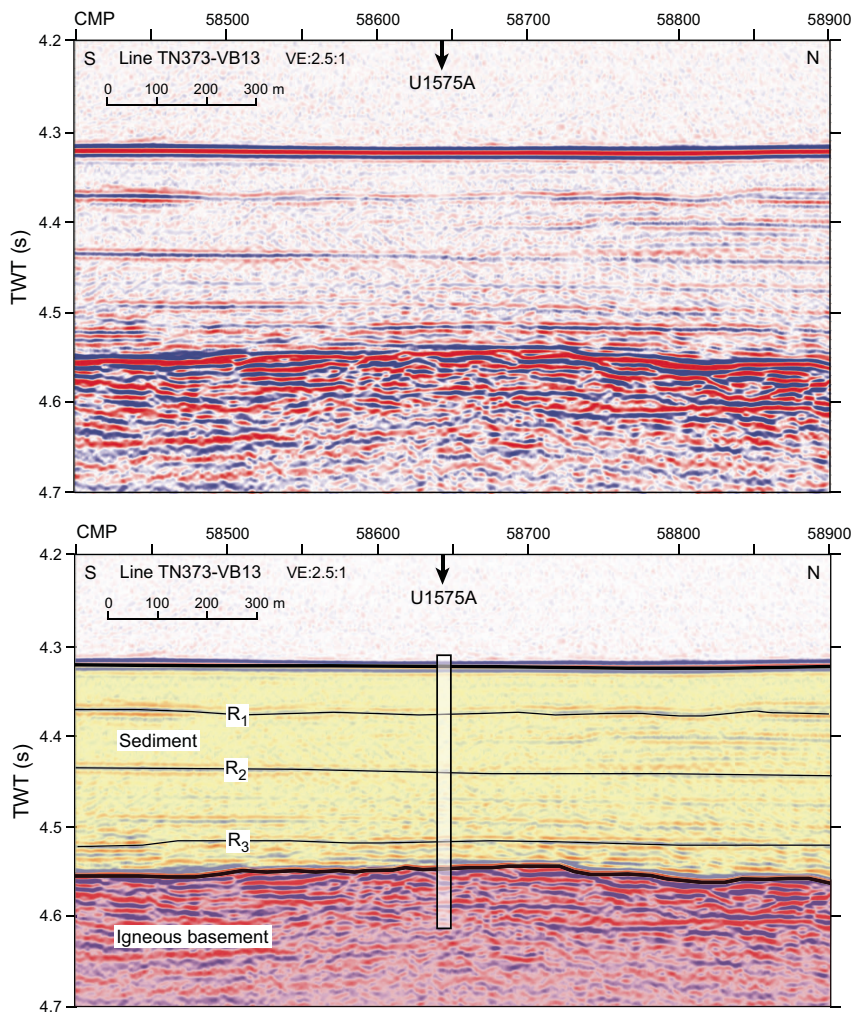 CMP 58500 58600 58700 58800 58900
4.2
S Line TN373-VB13 VE:2.5:1 N
U1575A
0 100 200 300 m
4.3
4.4
TWT (s)
4.5
4.6
4.7
CMP 58500 58600 58700 58800 58900
4.2
S Line TN373-VB13 VE:2.5:1 N
U1575A
0 100 200 300 m
4.3
R1
4.4
Sediment
R2
TWT (s)
4.5
R3
4.6
Igneous basement
4.7